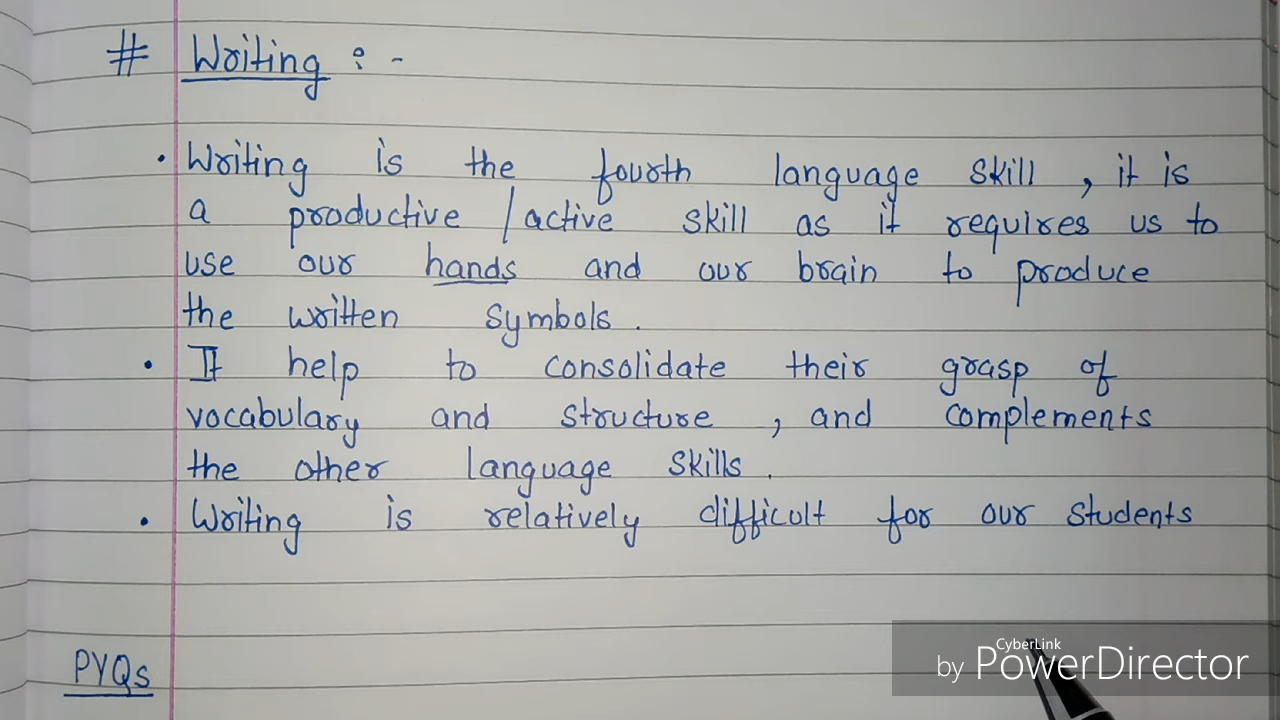 # Writing : -
• Writing is the fourth language skill , it is
a productive / active skill as it requires us to
use our hands and our brain to produce
the written symbols .
• It help to consolidate their grasp of
vocabulary and structure , and complements
the other language skills .
• Writing is relatively difficult for our students
PYQs
CyberLink
by PowerDirector